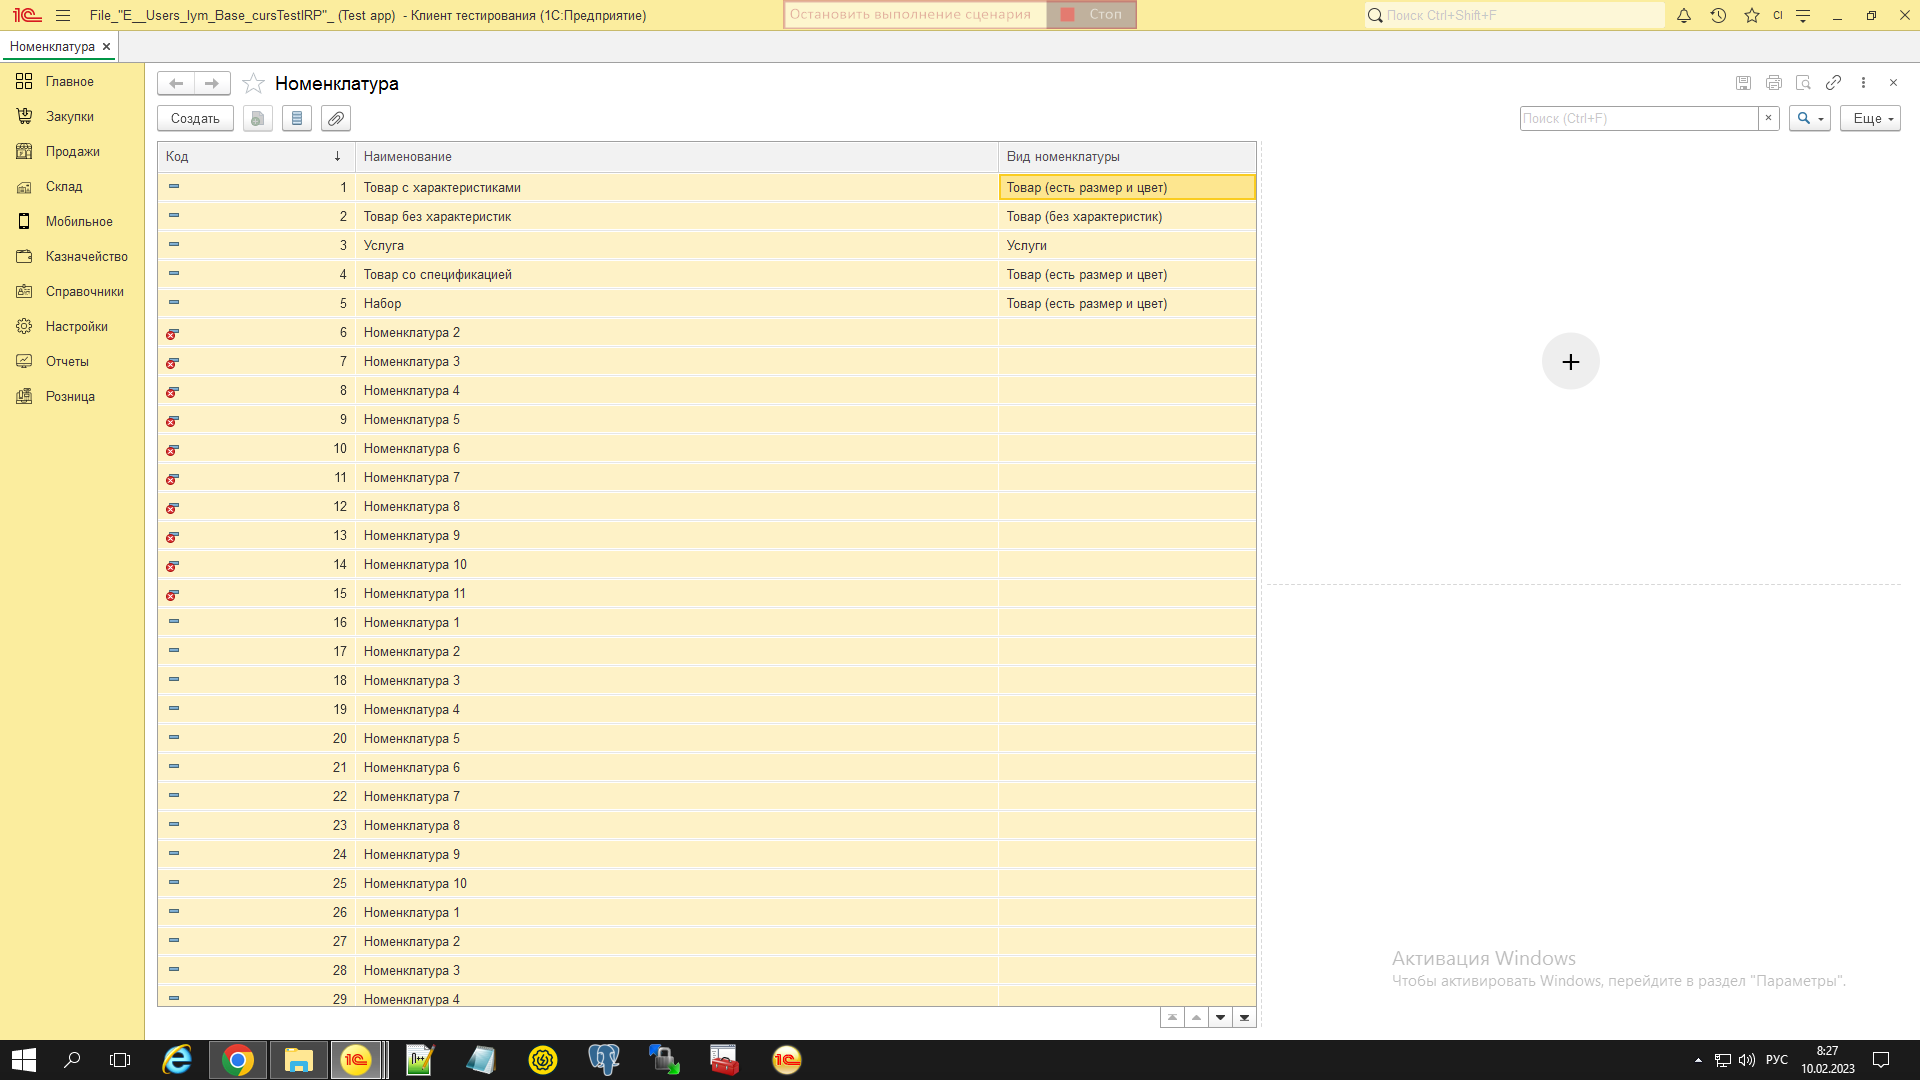 File_"E__Users_lym_Base_cursTestIRP"_ (Test app) - Клиент тестирования (1С:Предприятие)
Остановить выполнение сценария Стоп
Поиск Ctrl+Shift+F
CI
Номенклатура
Главное
Закупки
Продажи
Склад
Мобильное
Казначейство
Справочники
Настройки
Отчеты
Розница
Номенклатура
Создать
Поиск (Ctrl+F)
Еще
Код Наименование Вид номенклатуры
1 Товар с характеристиками Товар (есть размер и цвет)
2 Товар без характеристик Товар (без характеристик)
3 Услуга Услуги
4 Товар со спецификацией Товар (есть размер и цвет)
5 Набор Товар (есть размер и цвет)
6 Номенклатура 2
7 Номенклатура 3
8 Номенклатура 4
9 Номенклатура 5
10 Номенклатура 6
11 Номенклатура 7
12 Номенклатура 8
13 Номенклатура 9
14 Номенклатура 10
15 Номенклатура 11
16 Номенклатура 1
17 Номенклатура 2
18 Номенклатура 3
19 Номенклатура 4
20 Номенклатура 5
21 Номенклатура 6
22 Номенклатура 7
23 Номенклатура 8
24 Номенклатура 9
25 Номенклатура 10
26 Номенклатура 1
27 Номенклатура 2
28 Номенклатура 3
29 Номенклатура 4
Активация Windows
Чтобы активировать Windows, перейдите в раздел "Параметры".
РУС
8:27
10.02.2023